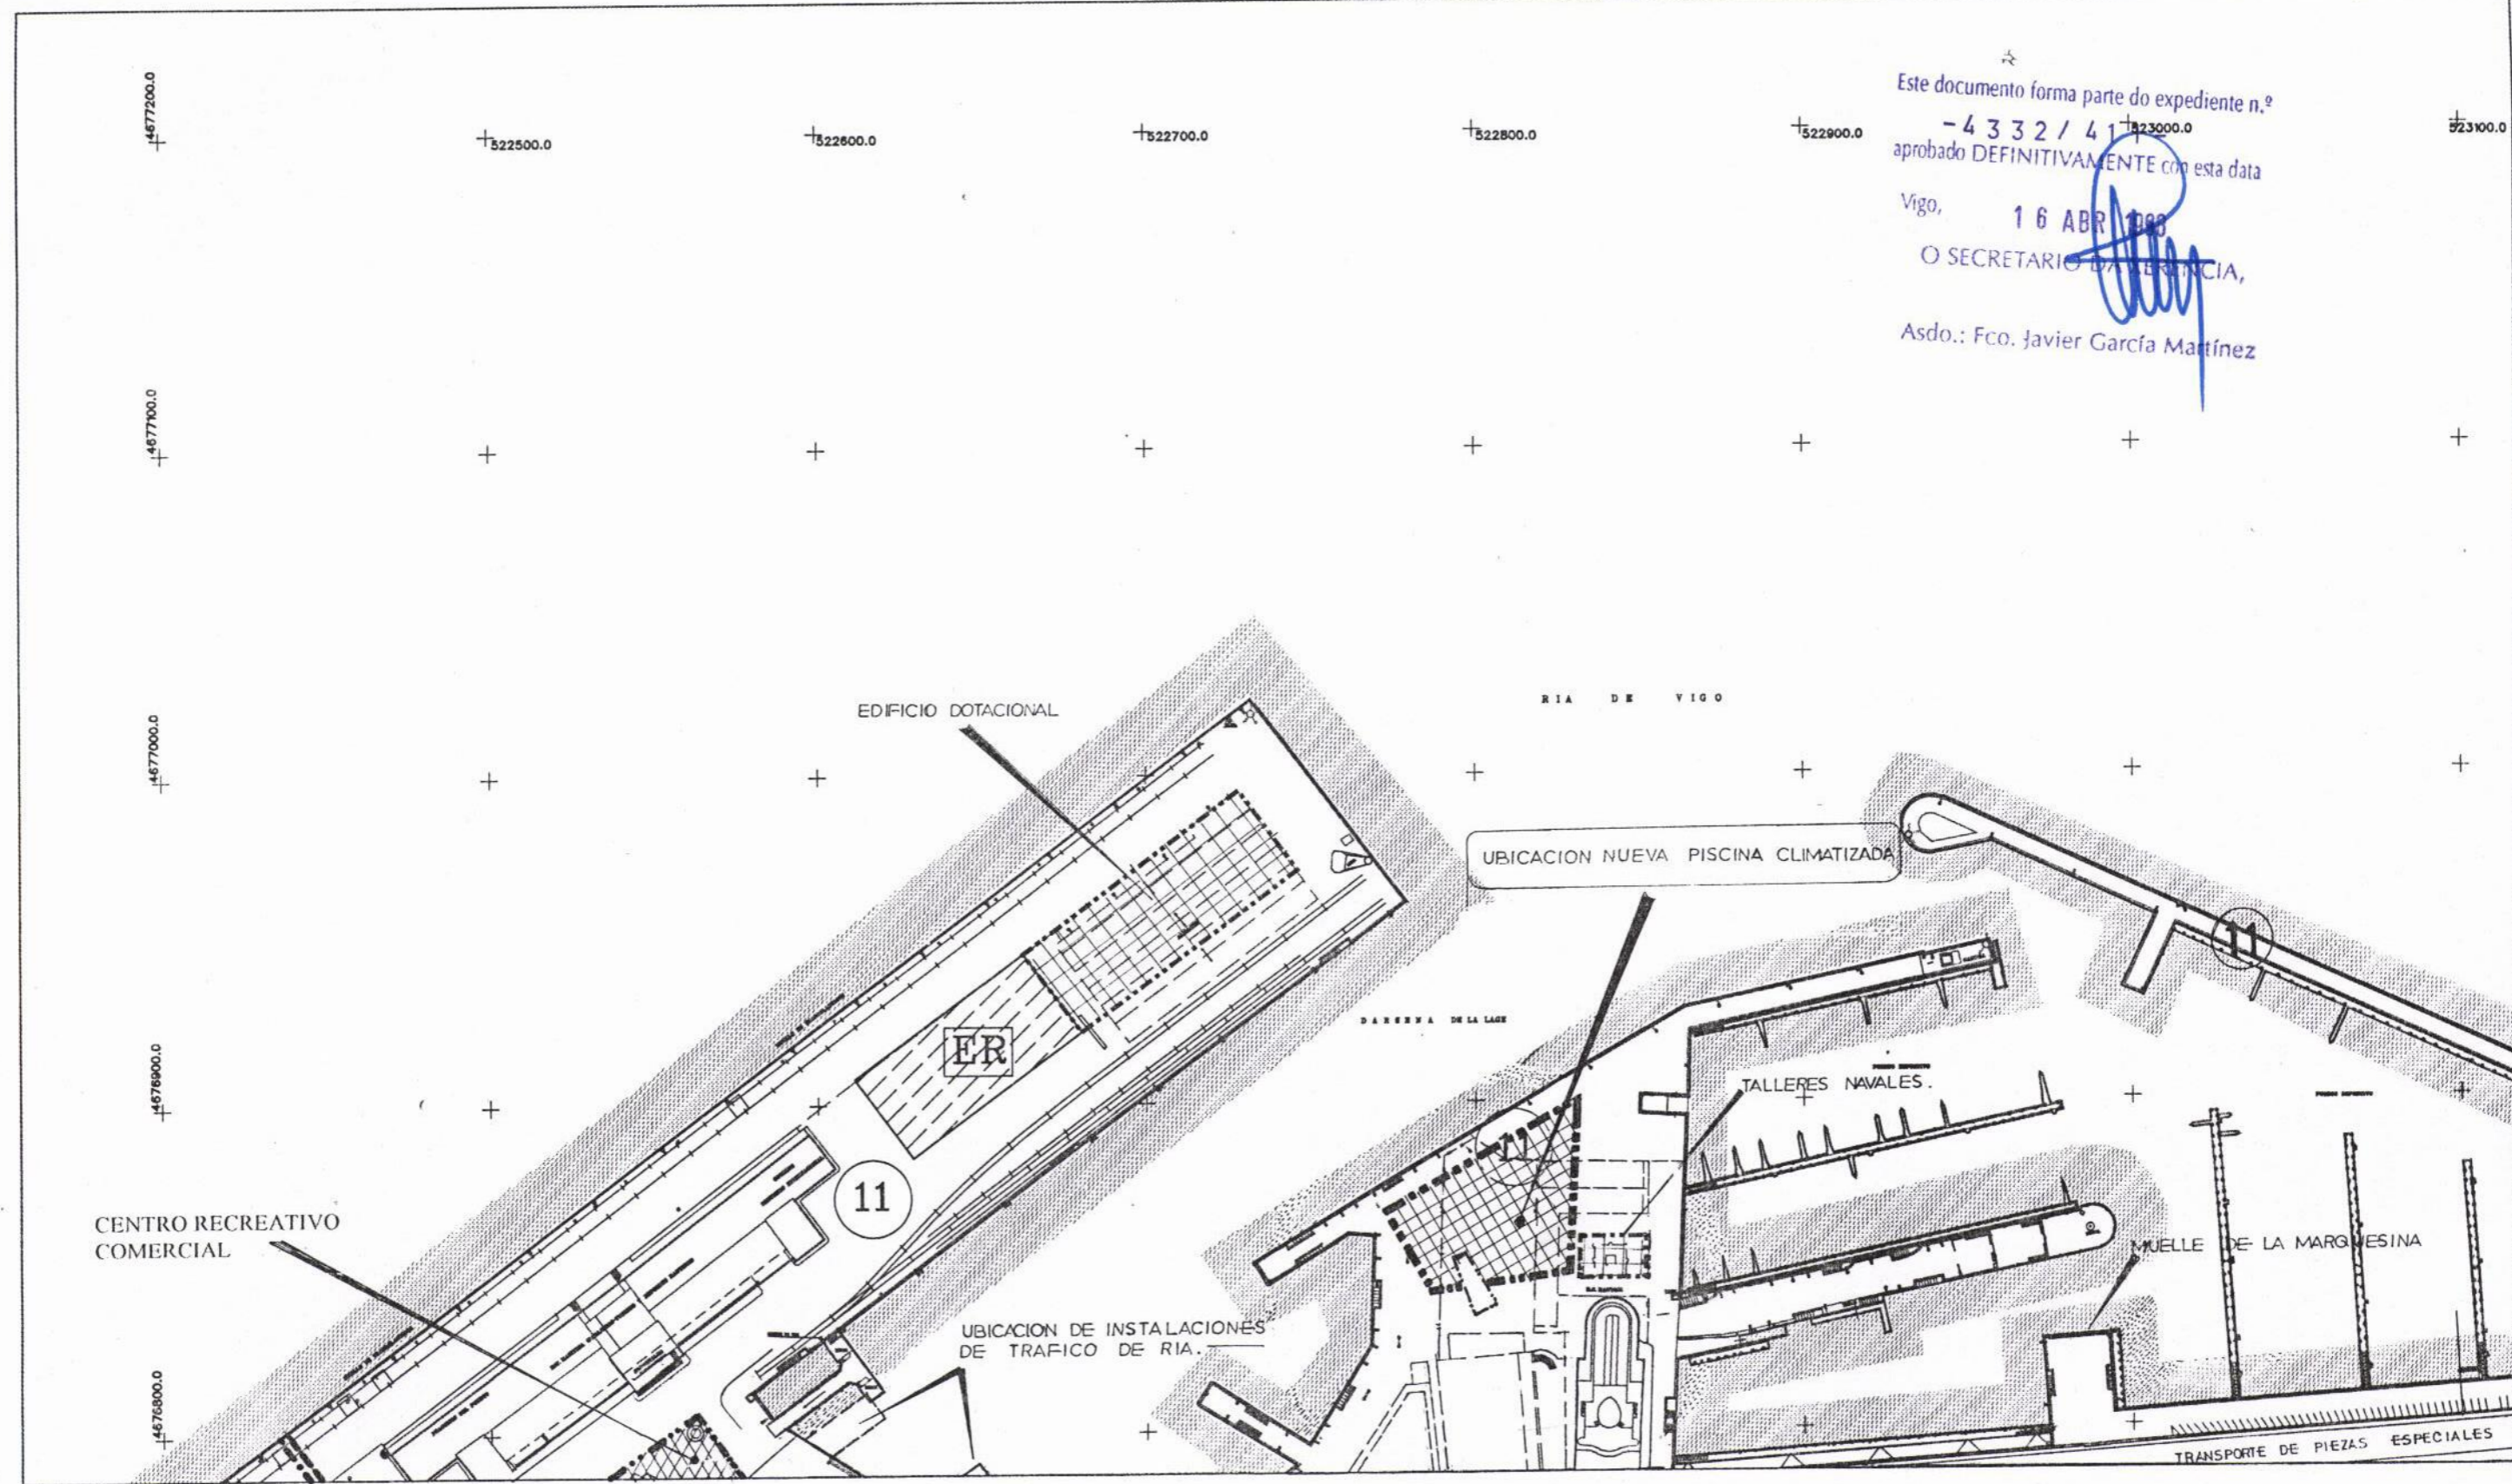 4677200.0
522500.0
522600.0
522700.0
522800.0
522900.0
523000.0
523100.0
Este documento forma parte do expediente n.º
-4332/41
aprobado DEFINITIVAMENTE con esta data
Vigo,
16 ABR
O SECRETARIO DA XERENCIA,
Asdo.: Fco. Javier García Martínez
4677100.0
4677000.0
EDIFICIO DOTACIONAL
RIA DE VIGO
UBICACION NUEVA PISCINA CLIMATIZADA
11
DARSENA DE LA LAGE
ER
4676900.0
TALLERES NAVALES.
11
CENTRO RECREATIVO
COMERCIAL
MUELLE DE LA MARQUESINA
UBICACION DE INSTALACIONES
DE TRAFICO DE RIA.
4676800.0
TRANSPORTE DE PIEZAS ESPECIALES